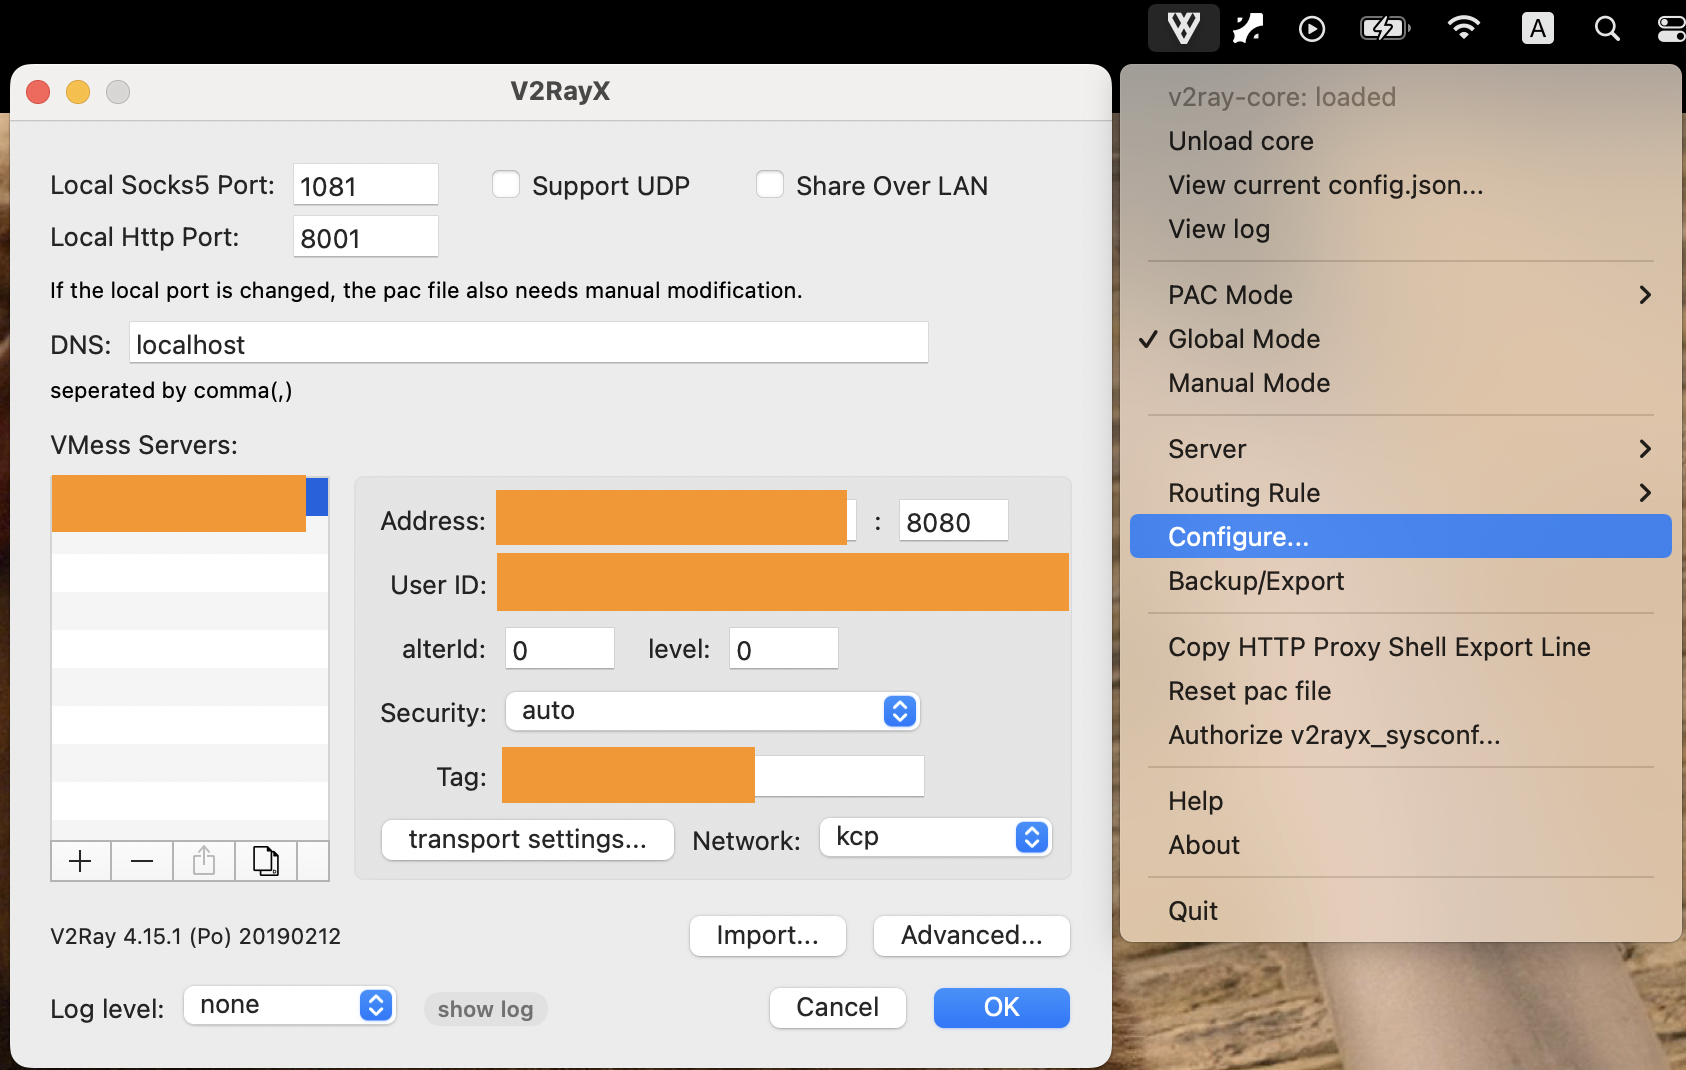 A
V2RayX
Local Socks5 Port: 1081 Support UDP Share Over LAN
Local Http Port: 8001
If the local port is changed, the pac file also needs manual modification.
DNS: localhost
seperated by comma(,)
VMess Servers:
Address: : 8080
User ID:
alterId: 0 level: 0
Security: auto
Tag:
transport settings... Network: kcp
V2Ray 4.15.1 (Po) 20190212
Import... Advanced...
Log level: none show log Cancel OK
v2ray-core: loaded
Unload core
View current config.json...
View log
PAC Mode
Global Mode
Manual Mode
Server
Routing Rule
Configure...
Backup/Export
Copy HTTP Proxy Shell Export Line
Reset pac file
Authorize v2rayx_sysconf...
Help
About
Quit